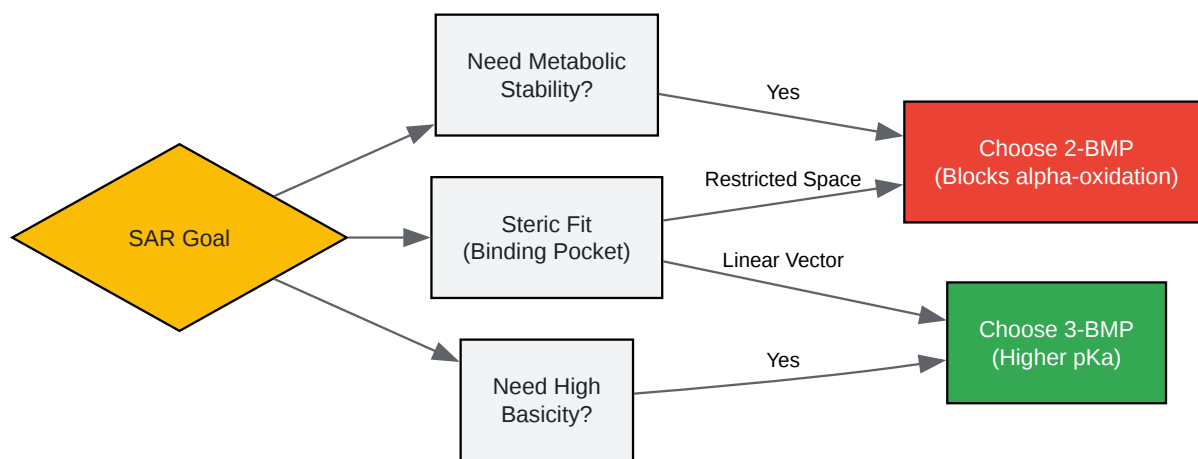 Need Metabolic
Stability?
Yes
Choose 2-BMP
(Blocks alpha-oxidation)
Restricted Space
SAR Goal
Steric Fit
(Binding Pocket)
Linear Vector
Choose 3-BMP
(Higher pKa)
Yes
Need High
Basicity?